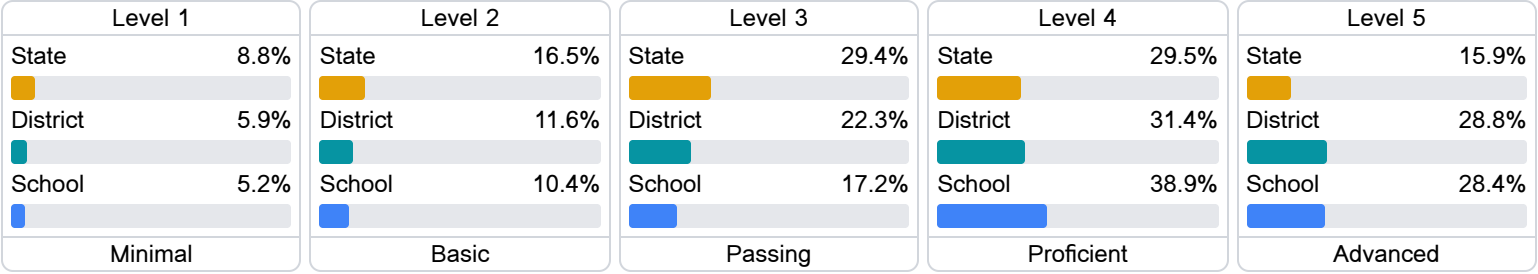 Level 1
State 8.8%
District 5.9%
School 5.2%
Minimal
Level 2
State 16.5%
District 11.6%
School 10.4%
Basic
Level 3
State 29.4%
District 22.3%
School 17.2%
Passing
Level 4
State 29.5%
District 31.4%
School 38.9%
Proficient
Level 5
State 15.9%
District 28.8%
School 28.4%
Advanced